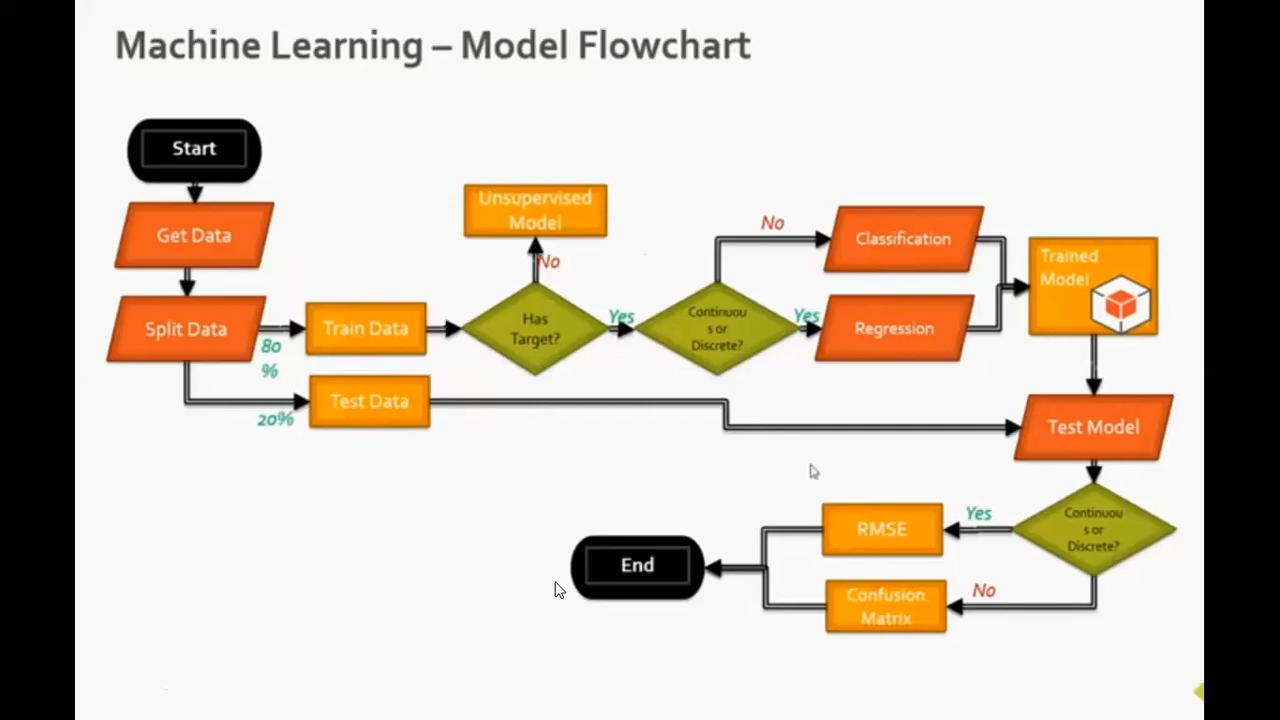 Machine Learning – Model Flowchart
Start
Get Data
Split Data
80
%
20%
Train Data
Test Data
Unsupervised
Model
No
Has
Target?
Yes
Continuou
s or
Discrete?
No
Yes
Classification
Regression
Trained
Model
Test Model
Continuou
s or
Discrete?
Yes
No
RMSE
Confusion
Matrix
End